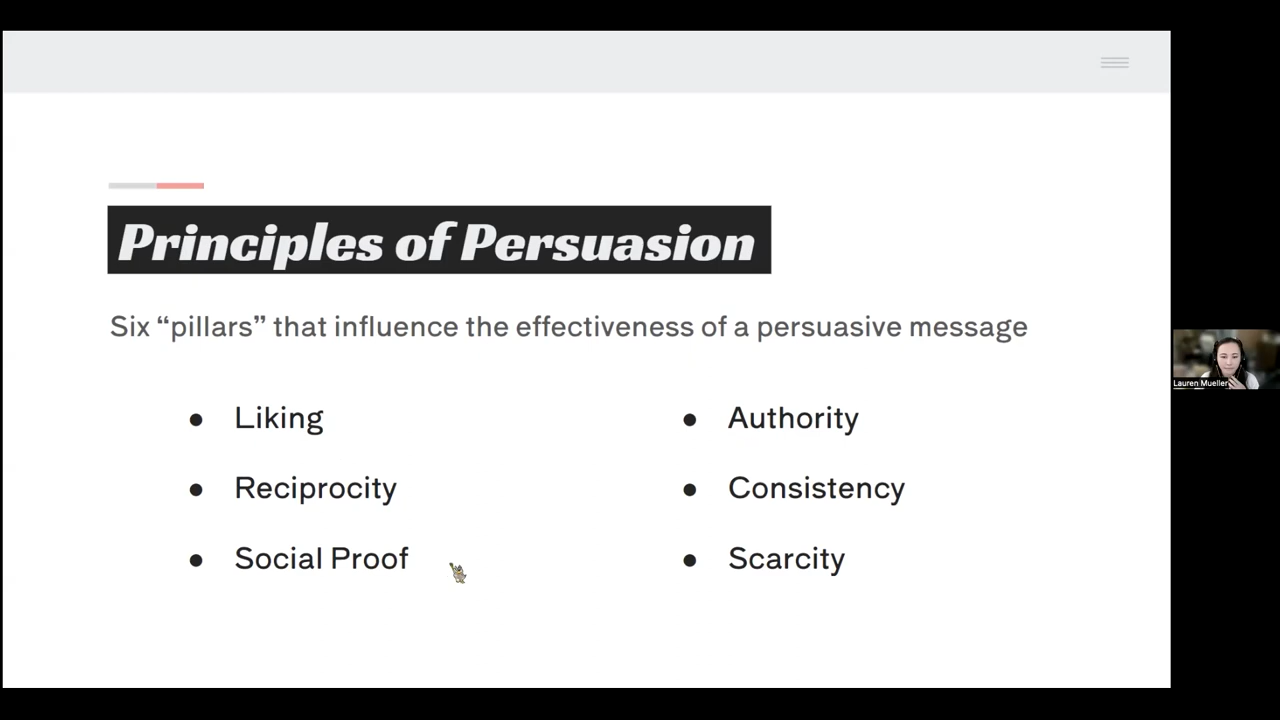 Principles of Persuasion
Six “pillars” that influence the effectiveness of a persuasive message
● Liking
● Reciprocity
● Social Proof
● Authority
● Consistency
● Scarcity
Lauren Mueller